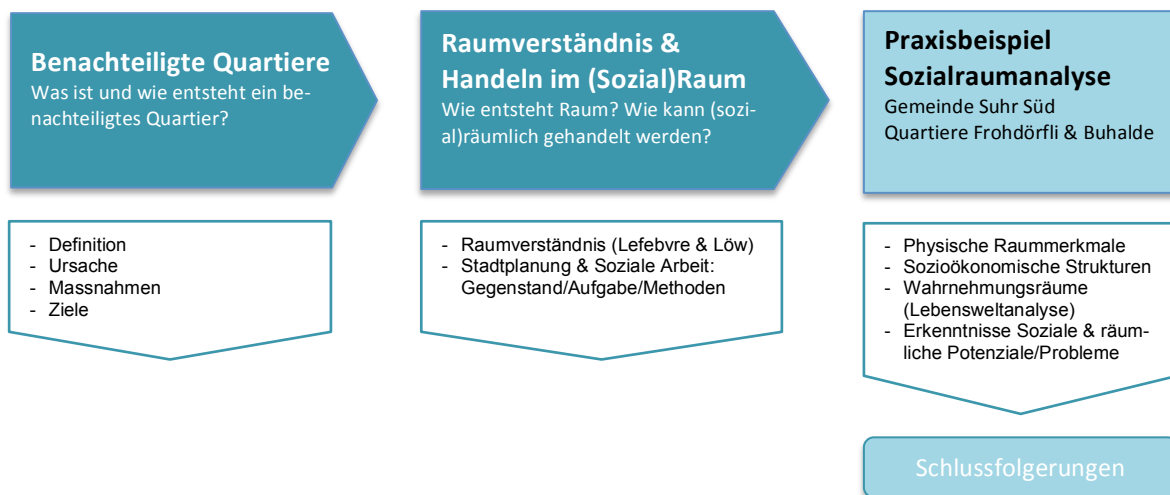 Benachteiligte Quartiere
Was ist und wie entsteht ein be-
nachteiligtes Quartier?
- Definition
- Ursache
- Massnahmen
- Ziele
Raumverständnis &
Handeln im (Sozial)Raum
Wie entsteht Raum? Wie kann (sozi-
al)räumlich gehandelt werden?
- Raumverständnis (Lefebvre & Löw)
- Stadtplanung & Soziale Arbeit:
Gegenstand/Aufgabe/Methoden
Praxisbeispiel
Sozialraumanalyse
Gemeinde Suhr Süd
Quartiere Frohdörfli & Buhalde
- Physische Raummerkmale
- Sozioökonomische Strukturen
- Wahrnehmungsräume
(Lebensweltanalyse)
- Erkenntnisse Soziale & räum-
liche Potenziale/Probleme
Schlussfolgerungen